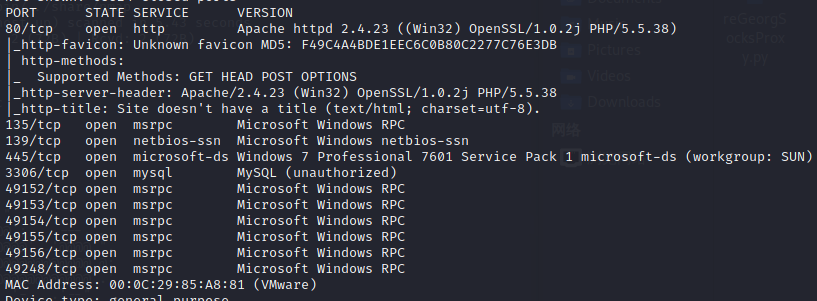 PORT      STATE SERVICE      VERSION
80/tcp    open  http         Apache httpd 2.4.23 ((Win32) OpenSSL/1.0.2j PHP/5.5.38)
|_http-favicon: Unknown favicon MD5: F49C4A4BDE1EEC6C0B80C2277C76E3DB
| http-methods:
|_  Supported Methods: GET HEAD POST OPTIONS
|_http-server-header: Apache/2.4.23 (Win32) OpenSSL/1.0.2j PHP/5.5.38
|_http-title: Site doesn't have a title (text/html; charset=utf-8).
135/tcp   open  msrpc        Microsoft Windows RPC
139/tcp   open  netbios-ssn  Microsoft Windows netbios-ssn
445/tcp   open  microsoft-ds Windows 7 Professional 7601 Service Pack 1 microsoft-ds (workgroup: SUN)
3306/tcp  open  mysql        MySQL (unauthorized)
49152/tcp open  msrpc        Microsoft Windows RPC
49153/tcp open  msrpc        Microsoft Windows RPC
49154/tcp open  msrpc        Microsoft Windows RPC
49155/tcp open  msrpc        Microsoft Windows RPC
49156/tcp open  msrpc        Microsoft Windows RPC
49248/tcp open  msrpc        Microsoft Windows RPC
MAC Address: 00:0C:29:85:A8:81 (VMware)
Device type: general purpose
reGeorgS
ocksProx
y.py
Pictures
Videos
Downloads
网络